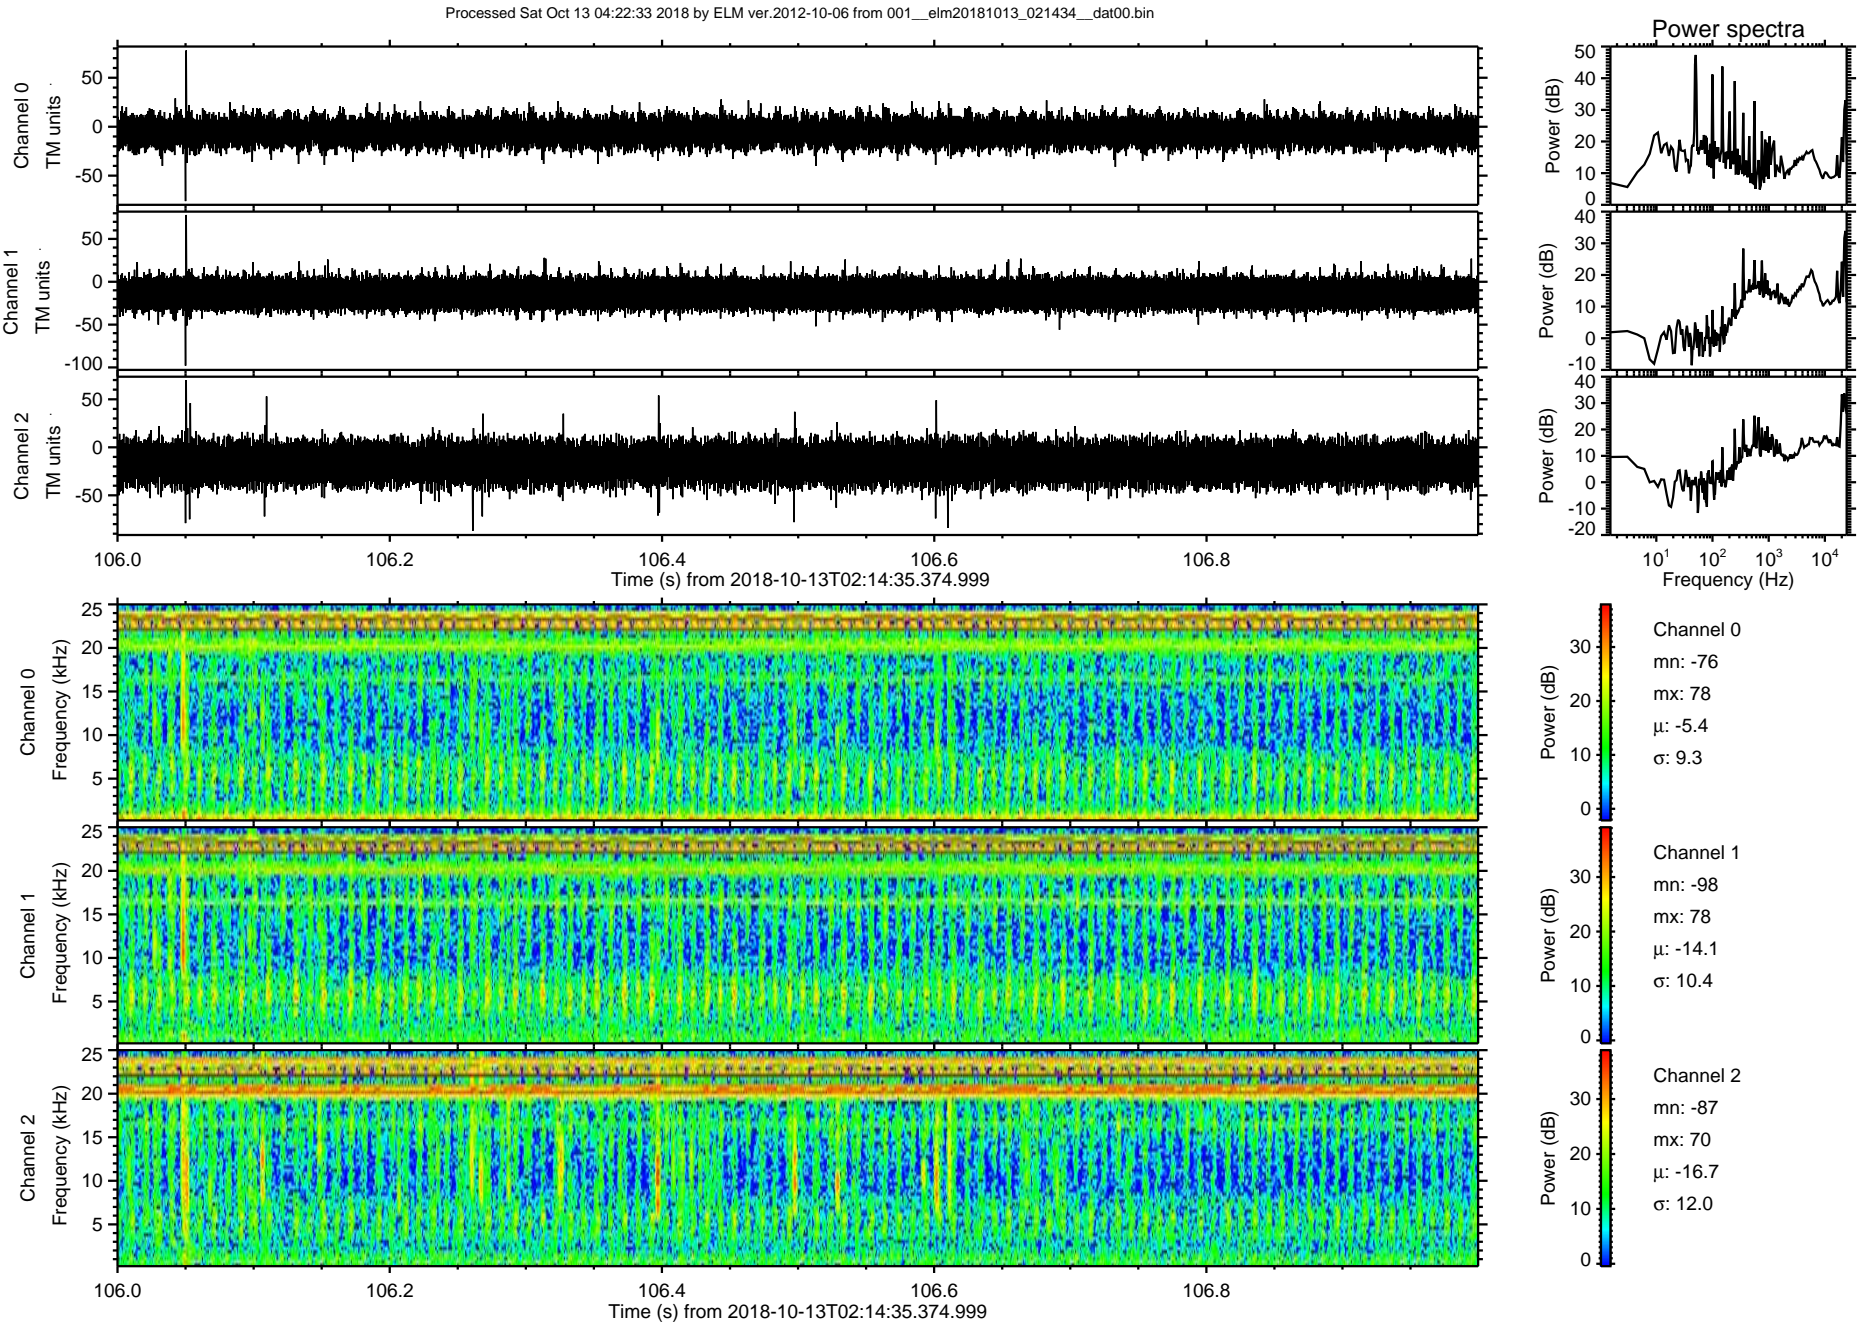 Processed Sat Oct 13 04:22:33 2018 by ELM ver.2012-10-06 from 001__elm20181013_021434__dat00.bin
Power spectra
Channel 0
TM units
50
0
-50
Power (dB)
50
40
30
20
10
0
Channel 1
TM units
50
0
-50
-100
Power (dB)
40
30
20
10
0
-10
Channel 2
TM units
50
0
-50
Power (dB)
40
30
20
10
0
-10
-20
106.0 106.2 106.4 106.6 106.8
Time (s) from 2018-10-13T02:14:35.374.999
10^1 10^2 10^3 10^4
Frequency (Hz)
Channel 0
Frequency (kHz)
25
20
15
10
5
Power (dB)
30
20
10
0
Channel 0
mn: -76
mx: 78
μ: -5.4
σ: 9.3
Channel 1
Frequency (kHz)
25
20
15
10
5
Power (dB)
30
20
10
0
Channel 1
mn: -98
mx: 78
μ: -14.1
σ: 10.4
Channel 2
Frequency (kHz)
25
20
15
10
5
Power (dB)
30
20
10
0
Channel 2
mn: -87
mx: 70
μ: -16.7
σ: 12.0
106.0 106.2 106.4 106.6 106.8
Time (s) from 2018-10-13T02:14:35.374.999